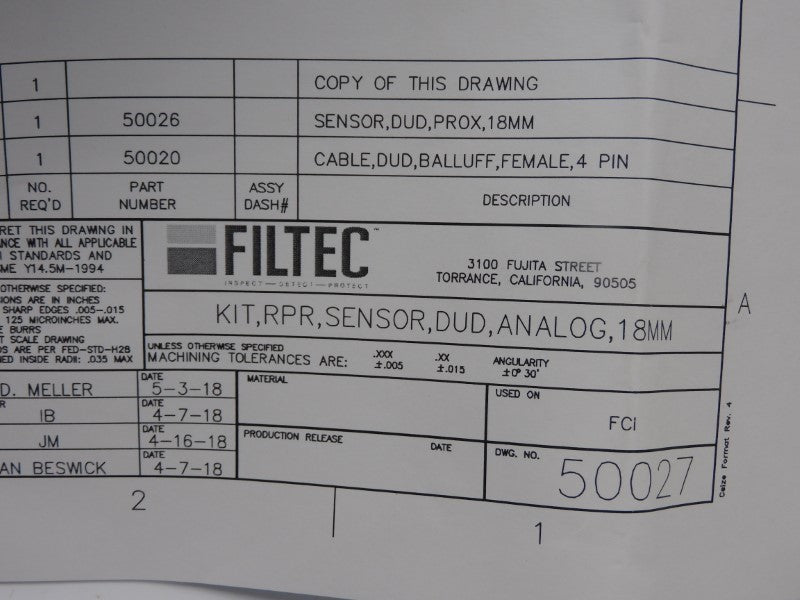 1 COPY OF THIS DRAWING
1 50026 SENSOR,DUD,PROX,18MM
1 50020 CABLE,DUD,BALLUFF,FEMALE,4 PIN
NO. REQ'D PART NUMBER ASSY DASH# DESCRIPTION
RET THIS DRAWING IN
NCE WITH ALL APPLICABLE
I STANDARDS AND
ME Y14.5M-1994
FILTEC™
INSPECT — DETECT — PROTECT
3100 FUJITA STREET
TORRANCE, CALIFORNIA, 90505
OTHERWISE SPECIFIED:
IONS ARE IN INCHES
SHARP EDGES .005-.015
125 MICROINCHES MAX.
E BURRS
T SCALE DRAWING
DS ARE PER FED-STD-H28
ED INSIDE RADII: .035 MAX
KIT,RPR,SENSOR,DUD,ANALOG,18MM
UNLESS OTHERWISE SPECIFIED
MACHINING TOLERANCES ARE:
.XXX
±.005
.XX
±.015
ANGULARITY
±0° 30'
D. MELLER DATE 5-3-18
R IB DATE 4-7-18
JM DATE 4-16-18
AN BESWICK DATE 4-7-18
MATERIAL
PRODUCTION RELEASE DATE
USED ON
FCI
DWG. NO.
50027
A
Csize Format Rev. 4
2
1